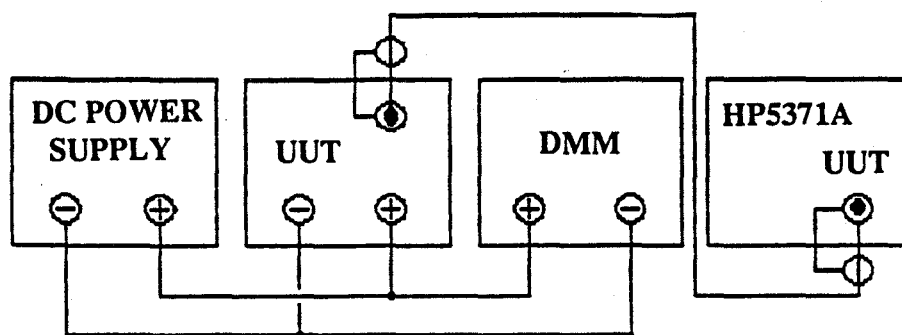 DC POWER
SUPPLY
UUT
DMM
HP5371A
UUT